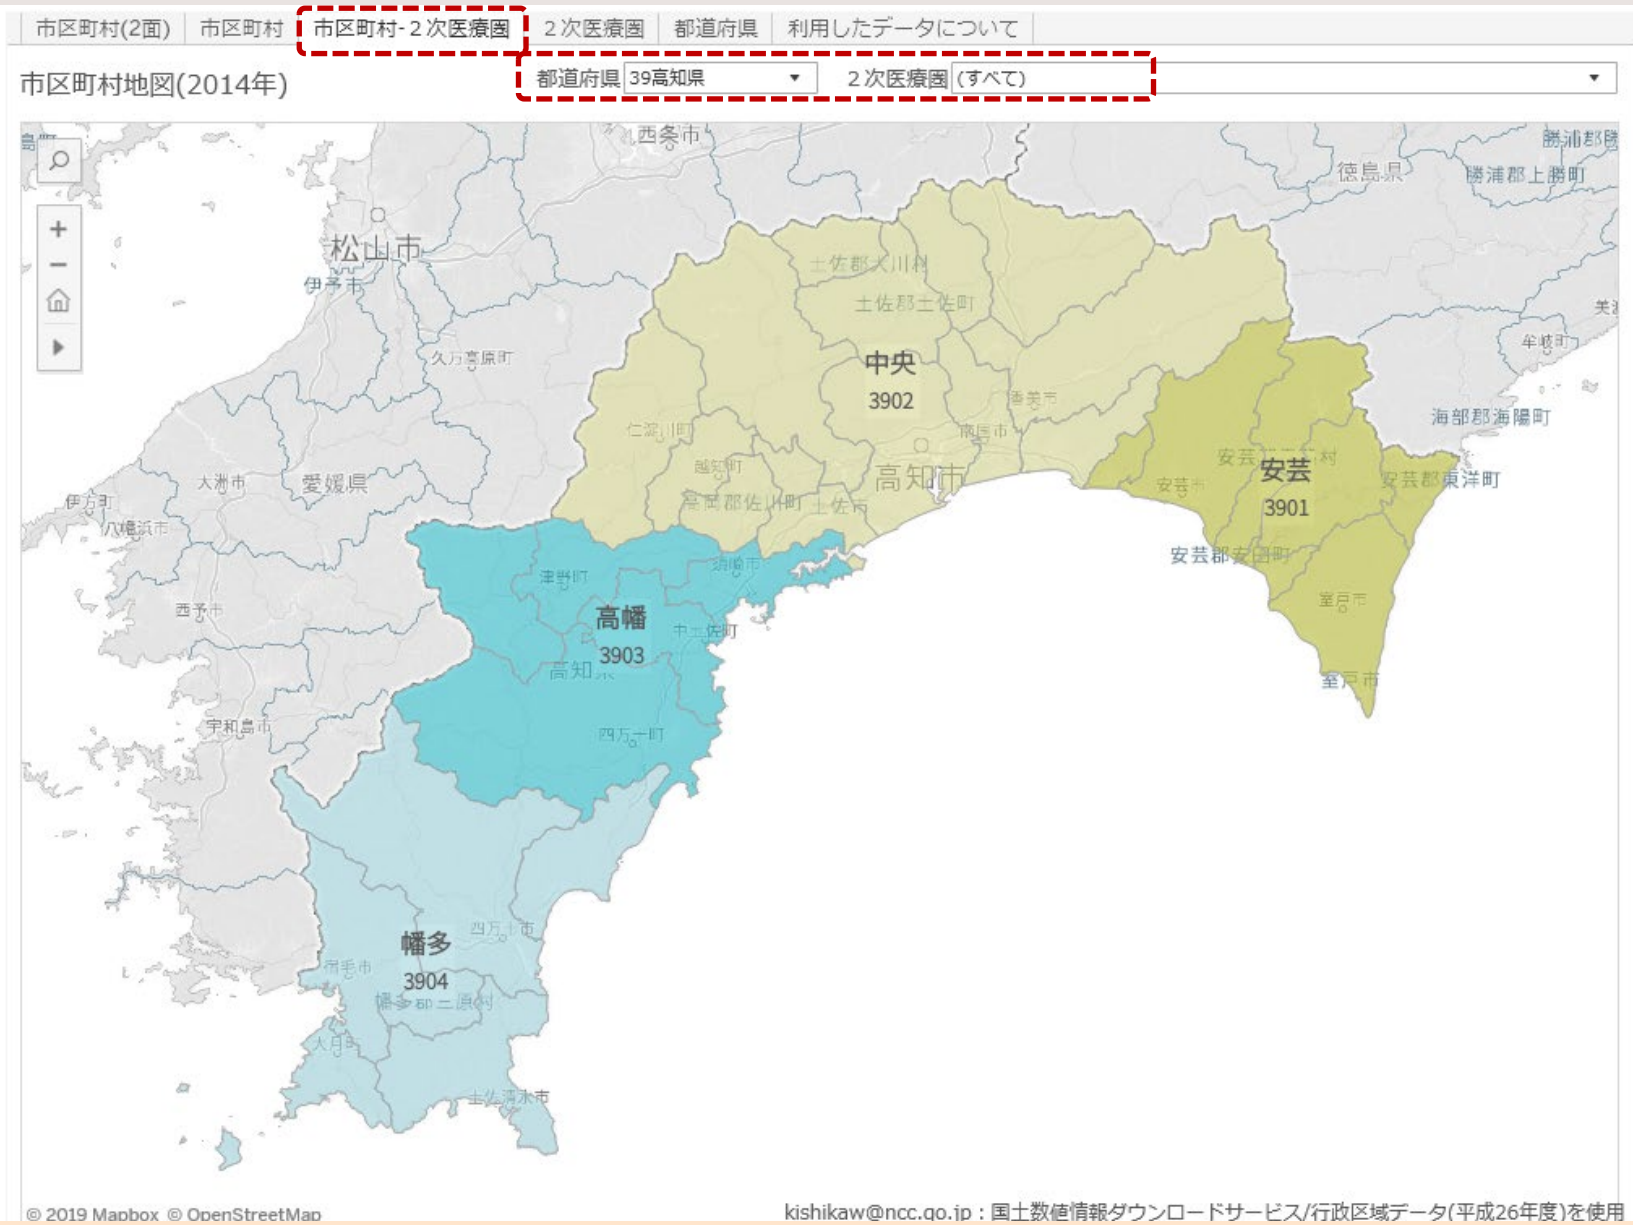 市区町村(2面) 市区町村 市区町村-２次医療圏 ２次医療圏 都道府県 利用したデータについて
市区町村地図(2014年) 都道府県 39高知県 ２次医療圏 (すべて)
西条市
勝浦郡勝
徳島県
勝浦郡上勝町
松山市
土佐郡大川村
伊予市
土佐郡土佐町
久万高原町
牟岐町
中央
3902
香美市
海部郡海陽町
仁淀川町
南国市
越知町
高知市
安芸
大洲市
愛媛県
安芸市
安芸郡東洋町
伊方町
高岡郡佐川町
土佐市
3901
八幡浜市
安芸郡安田町
須崎市
津野町
西予市
高幡
室戸市
中土佐町
3903
高知
室戸市
宇和島市
四万十町
四万十市
幡多
宿毛市
3904
幡多郡三原村
大月町
土佐清水市
© 2019 Mapbox © OpenStreetMap
kishikaw@ncc.go.jp：国土数値情報ダウンロードサービス/行政区域データ(平成26年度)を使用